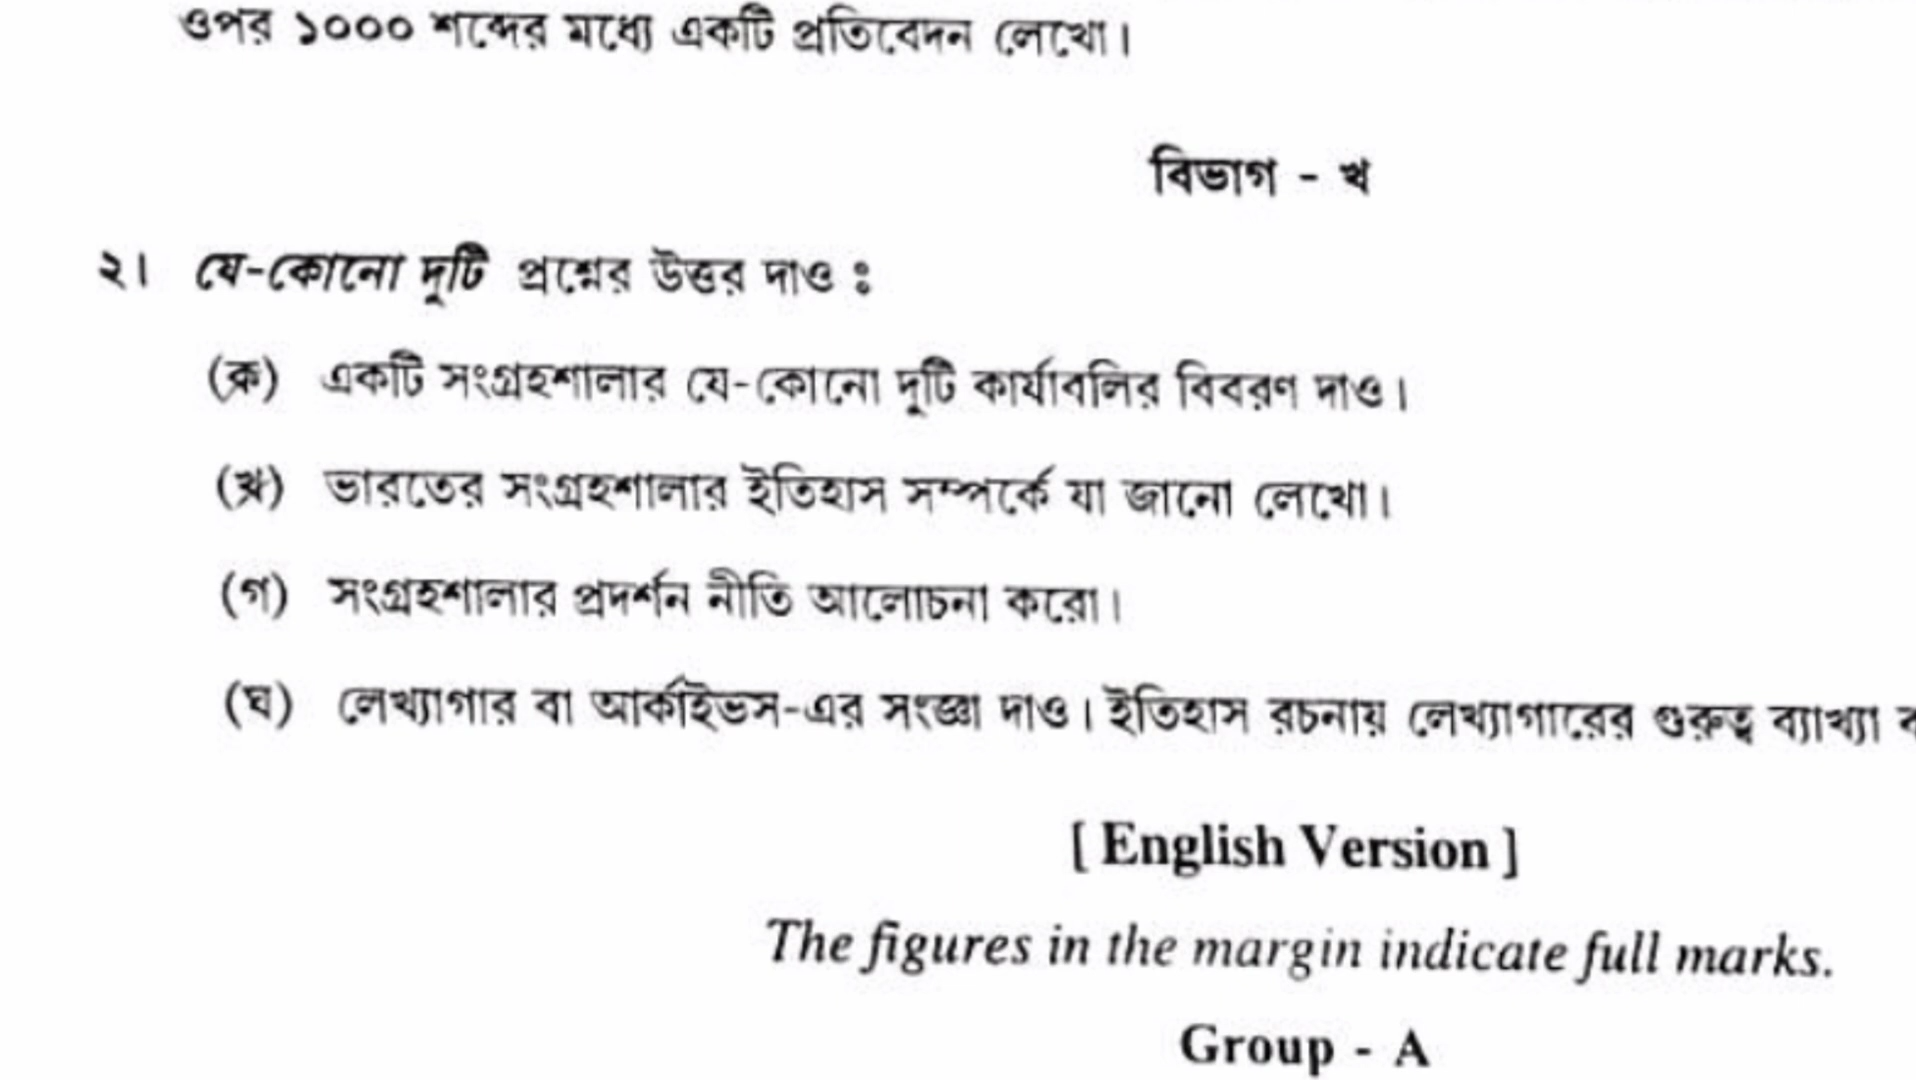 ওপর ১০০০ শব্দের মধ্যে একটি প্রতিবেদন লেখো।
বিভাগ - খ
২। যে-কোনো দুটি প্রশ্নের উত্তর দাও ঃ
(ক) একটি সংগ্রহশালার যে-কোনো দুটি কার্যাবলির বিবরণ দাও।
(খ) ভারতের সংগ্রহশালার ইতিহাস সম্পর্কে যা জানো লেখো।
(গ) সংগ্রহশালার প্রদর্শন নীতি আলোচনা করো।
(ঘ) লেখ্যাগার বা আর্কাইভস-এর সংজ্ঞা দাও। ইতিহাস রচনায় লেখ্যাগারের গুরুত্ব ব্যাখ্যা
[ English Version ]
The figures in the margin indicate full marks.
Group - A